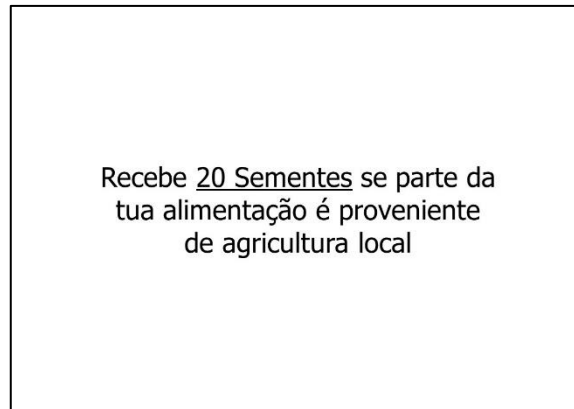 Recebe 20 Sementes se parte da
tua alimentação é proveniente
de agricultura local